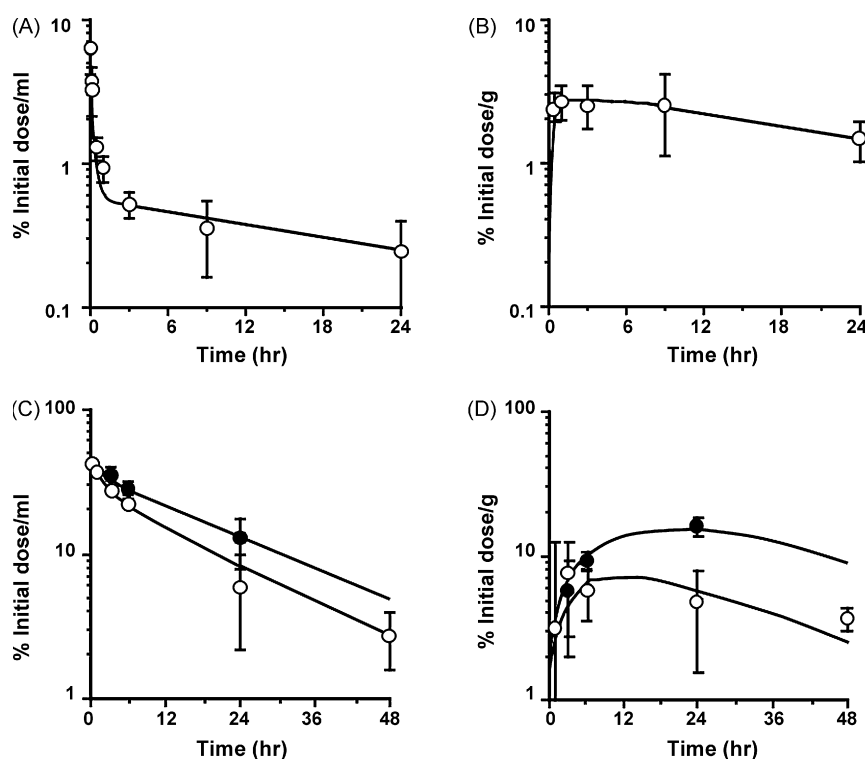 (A)
10
1
0.1
% Initial dose/ml
0 6 12 18 24
Time (hr)
(B)
10
1
0.1
% Initial dose/g
0 6 12 18 24
Time (hr)
(C)
100
10
1
% Initial dose/ml
0 12 24 36 48
Time (hr)
(D)
100
10
1
% Initial dose/g
0 12 24 36 48
Time (hr)